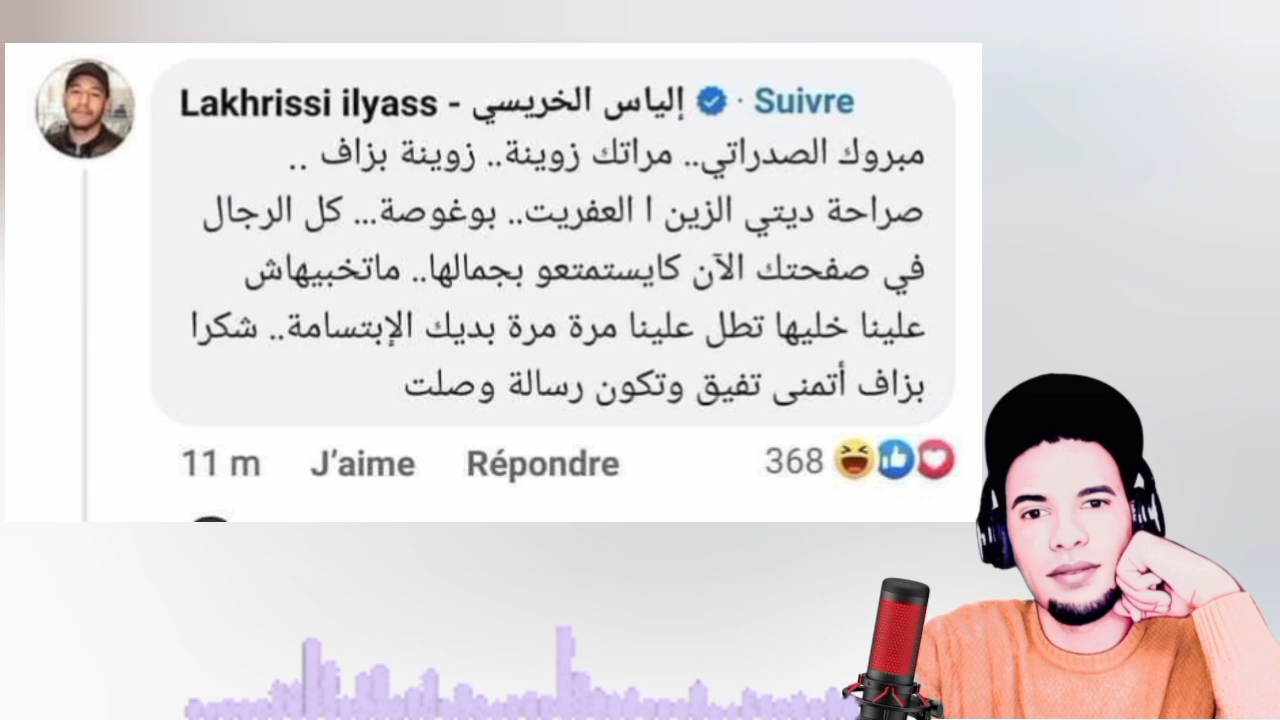 Lakhrissi ilyass - إلياس الخريسي · Suivre
مبروك الصدراتي.. مراتك زوينة.. زوينة بزاف ..
صراحة ديتي الزين ا العفريت.. بوغوصة... كل الرجال
في صفحتك الآن كايستمتعو بجمالها.. ماتخبيهاش
علينا خليها تطل علينا مرة مرة بديك الإبتسامة.. شكرا
بزاف أتمنى تفيق وتكون رسالة وصلت
11 m J'aime Répondre 368